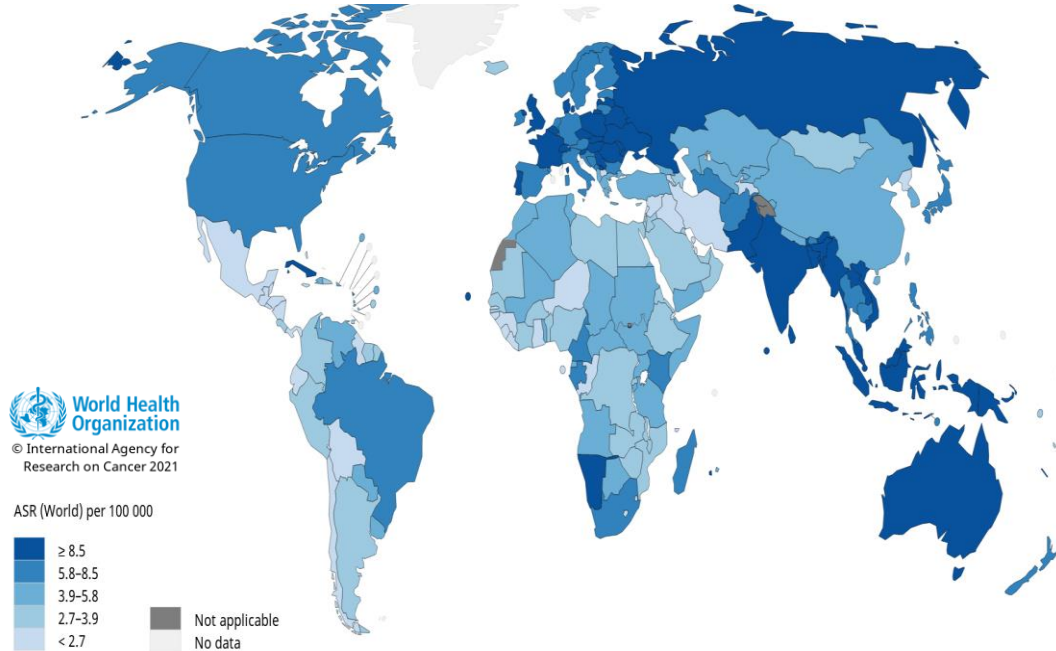 World Health
Organization
© International Agency for
Research on Cancer 2021
ASR (World) per 100 000
≥ 8.5
5.8–8.5
3.9–5.8
2.7–3.9
< 2.7
Not applicable
No data